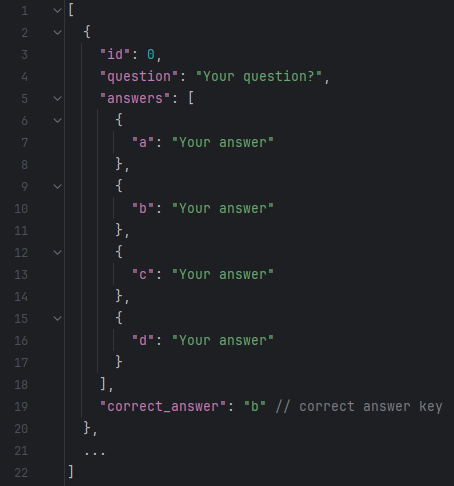 1 [
2 {
3 "id": 0,
4 "question": "Your question?",
5 "answers": [
6 {
7 "a": "Your answer"
8 },
9 {
10 "b": "Your answer"
11 },
12 {
13 "c": "Your answer"
14 },
15 {
16 "d": "Your answer"
17 }
18 ],
19 "correct_answer": "b" // correct answer key
20 },
21 ...
22 ]